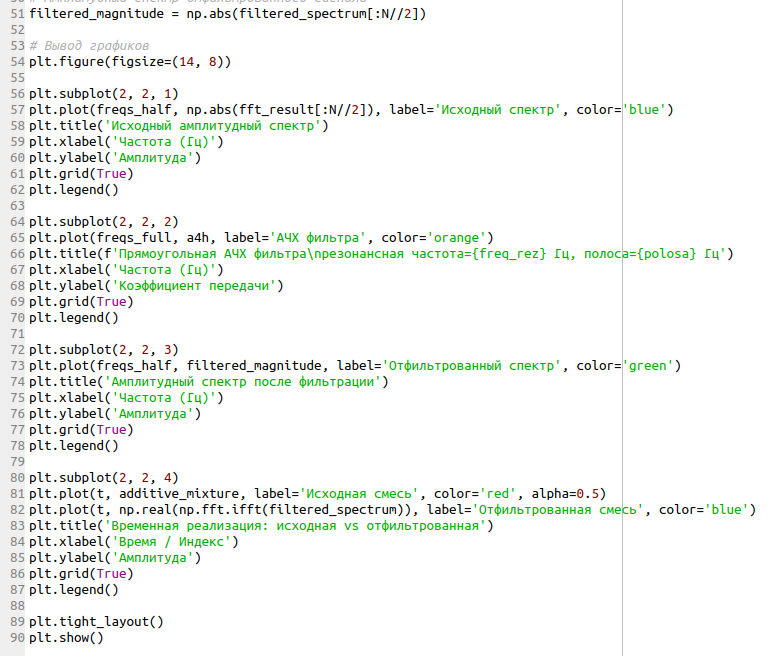 51 filtered_magnitude = np.abs(filtered_spectrum[:N//2])
52
53 # Вывод графиков
54 plt.figure(figsize=(14, 8))
55
56 plt.subplot(2, 2, 1)
57 plt.plot(freqs_half, np.abs(fft_result[:N//2]), label='Исходный спектр', color='blue')
58 plt.title('Исходный амплитудный спектр')
59 plt.xlabel('Частота (Гц)')
60 plt.ylabel('Амплитуда')
61 plt.grid(True)
62 plt.legend()
63
64 plt.subplot(2, 2, 2)
65 plt.plot(freqs_full, a4h, label='АЧХ фильтра', color='orange')
66 plt.title(f'Прямоугольная АЧХ фильтра\nрезонансная частота={freq_rez} Гц, полоса={polosa} Гц')
67 plt.xlabel('Частота (Гц)')
68 plt.ylabel('Коэффициент передачи')
69 plt.grid(True)
70 plt.legend()
71
72 plt.subplot(2, 2, 3)
73 plt.plot(freqs_half, filtered_magnitude, label='Отфильтрованный спектр', color='green')
74 plt.title('Амплитудный спектр после фильтрации')
75 plt.xlabel('Частота (Гц)')
76 plt.ylabel('Амплитуда')
77 plt.grid(True)
78 plt.legend()
79
80 plt.subplot(2, 2, 4)
81 plt.plot(t, additive_mixture, label='Исходная смесь', color='red', alpha=0.5)
82 plt.plot(t, np.real(np.fft.ifft(filtered_spectrum)), label='Отфильтрованная смесь', color='blue')
83 plt.title('Временная реализация: исходная vs отфильтрованная')
84 plt.xlabel('Время / Индекс')
85 plt.ylabel('Амплитуда')
86 plt.grid(True)
87 plt.legend()
88
89 plt.tight_layout()
90 plt.show()